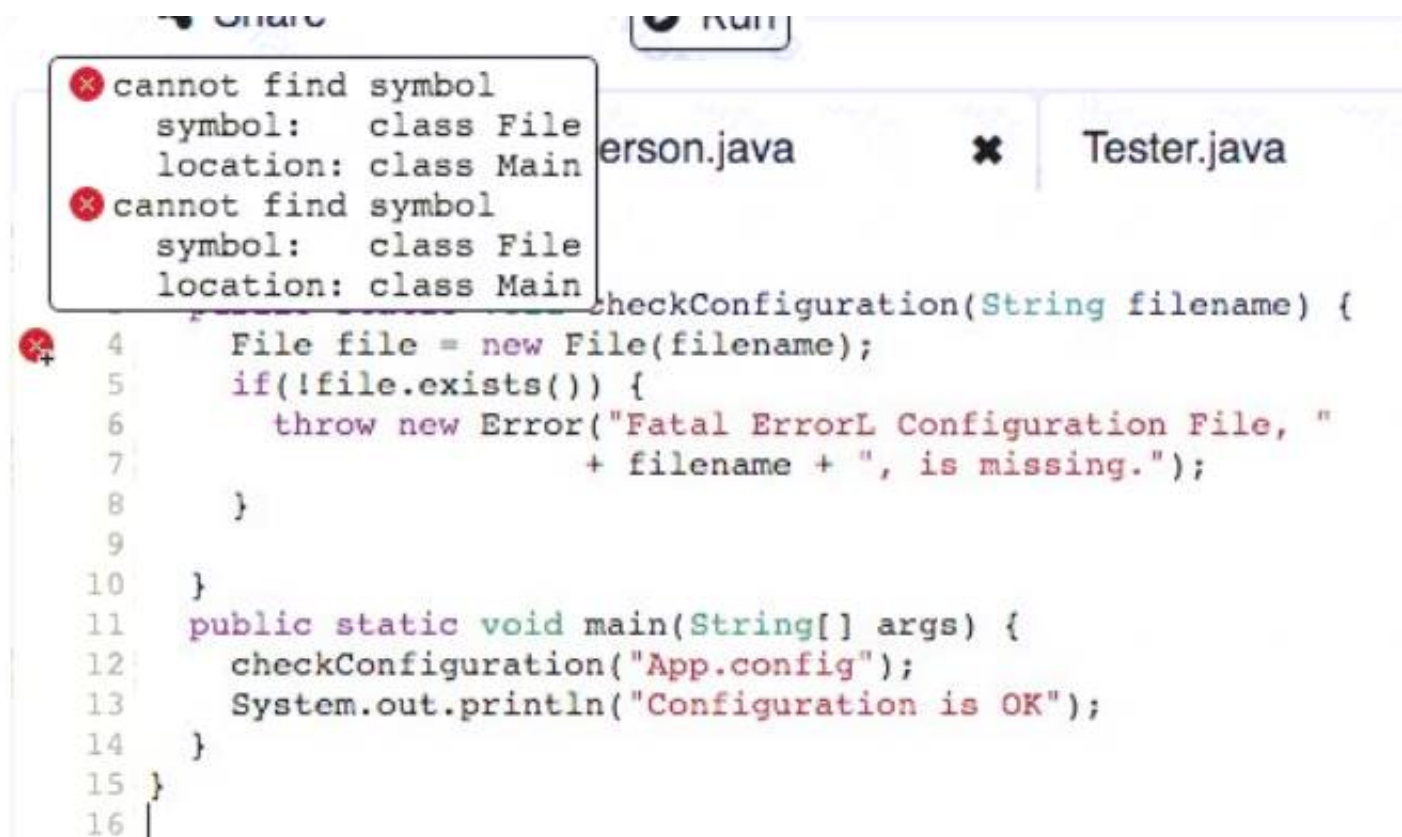 Share
Run
cannot find symbol
symbol: class File
location: class Main
cannot find symbol
symbol: class File
location: class Main
erson.java ✖ Tester.java
checkConfiguration(String filename) {
4 File file = new File(filename);
5 if(!file.exists()) {
6 throw new Error("Fatal ErrorL Configuration File, "
7 + filename + ", is missing.");
8 }
9
10 }
11 public static void main(String[] args) {
12 checkConfiguration("App.config");
13 System.out.println("Configuration is OK");
14 }
15 }
16